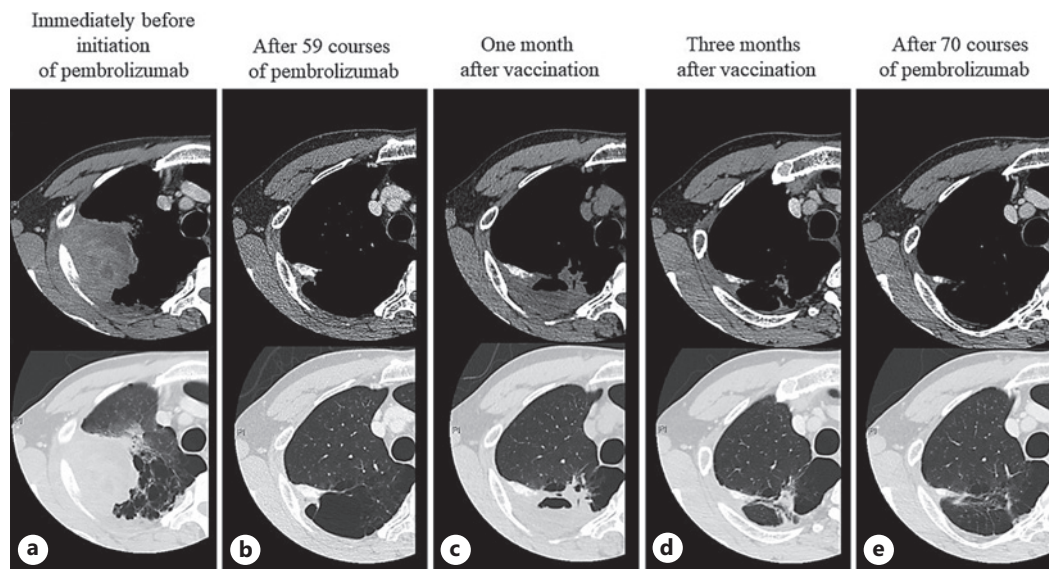 Immediately before
initiation
of pembrolizumab
After 59 courses
of pembrolizumab
One month
after vaccination
Three months
after vaccination
After 70 courses
of pembrolizumab
a
b
c
d
e